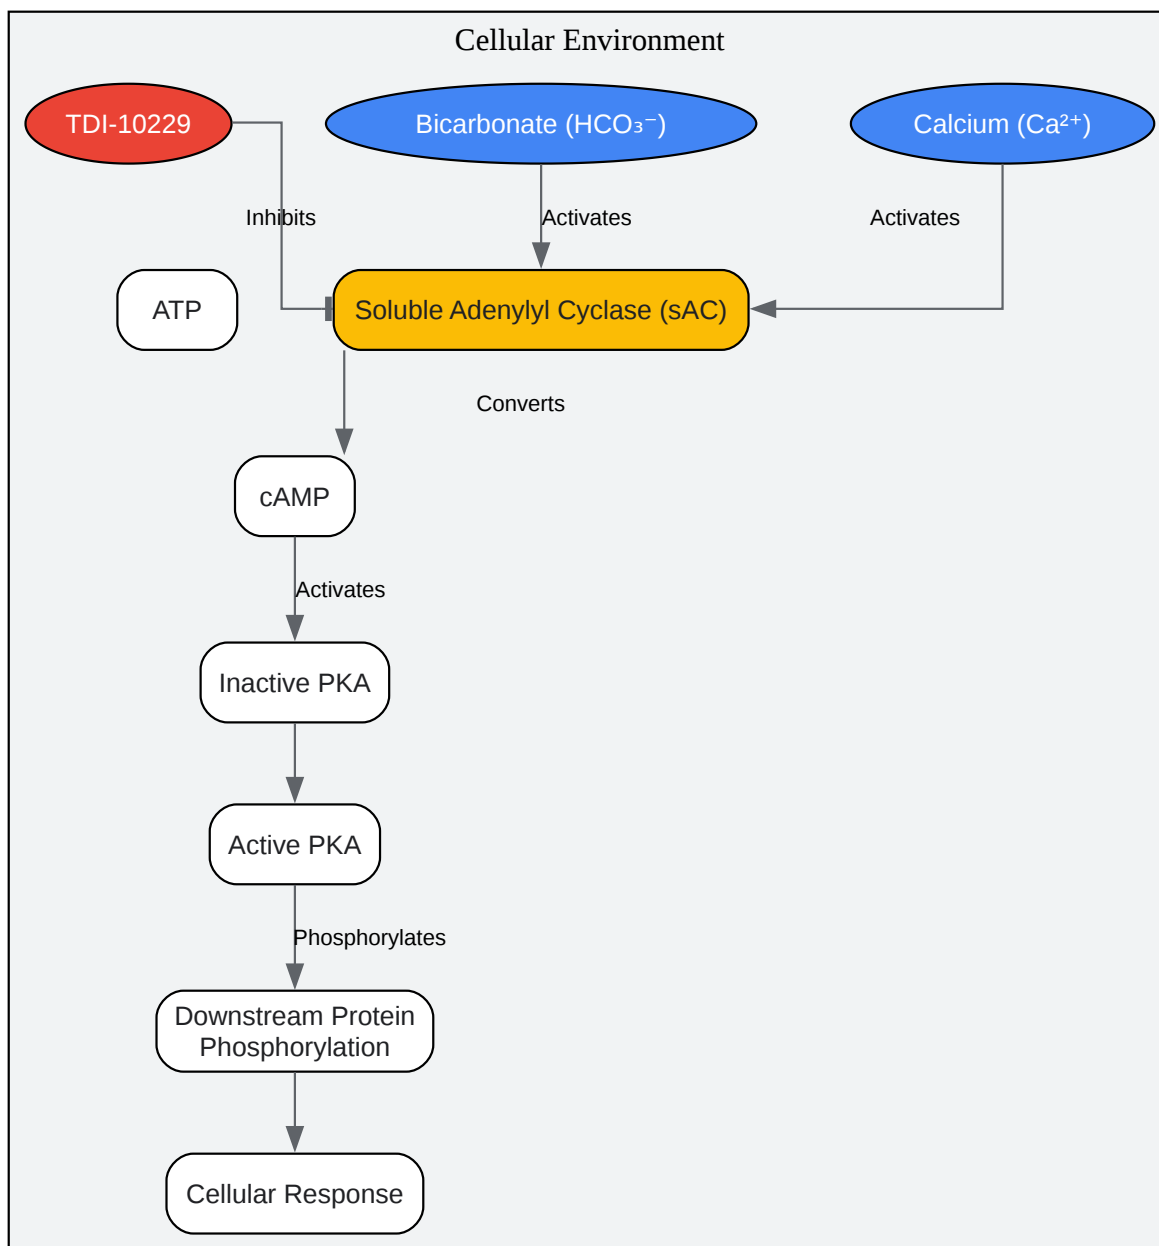 Cellular Environment
TDI-10229
Bicarbonate (HCO₃⁻)
Calcium (Ca²⁺)
Inhibits
Activates
Activates
ATP
Soluble Adenylyl Cyclase (sAC)
Converts
cAMP
Activates
Inactive PKA
Active PKA
Phosphorylates
Downstream Protein
Phosphorylation
Cellular Response